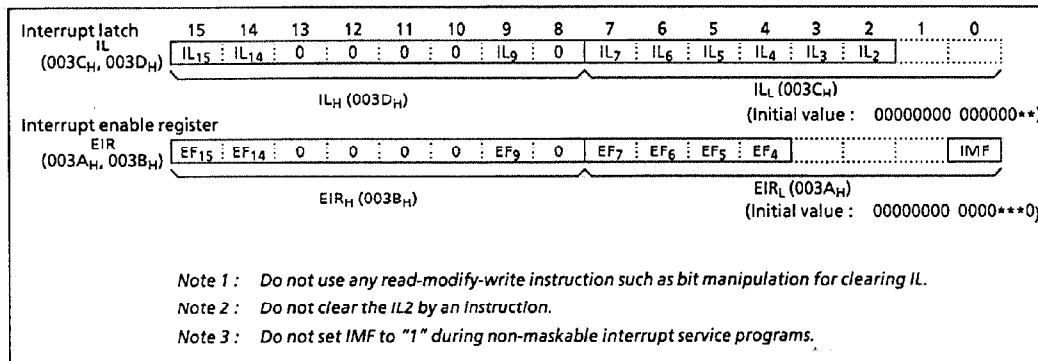 Interrupt latch 15 14 13 12 11 10 9 8 7 6 5 4 3 2 1 0
IL
(003CH, 003DH) IL15 IL14 0 0 0 0 IL9 0 IL7 IL6 IL5 IL4 IL3 IL2
ILH (003DH) ILL (003CH)
(Initial value : 00000000 000000**)
Interrupt enable register
EIR
(003AH, 003BH) EF15 EF14 0 0 0 0 EF9 0 EF7 EF6 EF5 EF4 IMF
EIRH (003BH) EIRL (003AH)
(Initial value : 00000000 0000***0)
Note 1 : Do not use any read-modify-write instruction such as bit manipulation for clearing IL.
Note 2 : Do not clear the IL2 by an instruction.
Note 3 : Do not set IMF to "1" during non-maskable interrupt service programs.